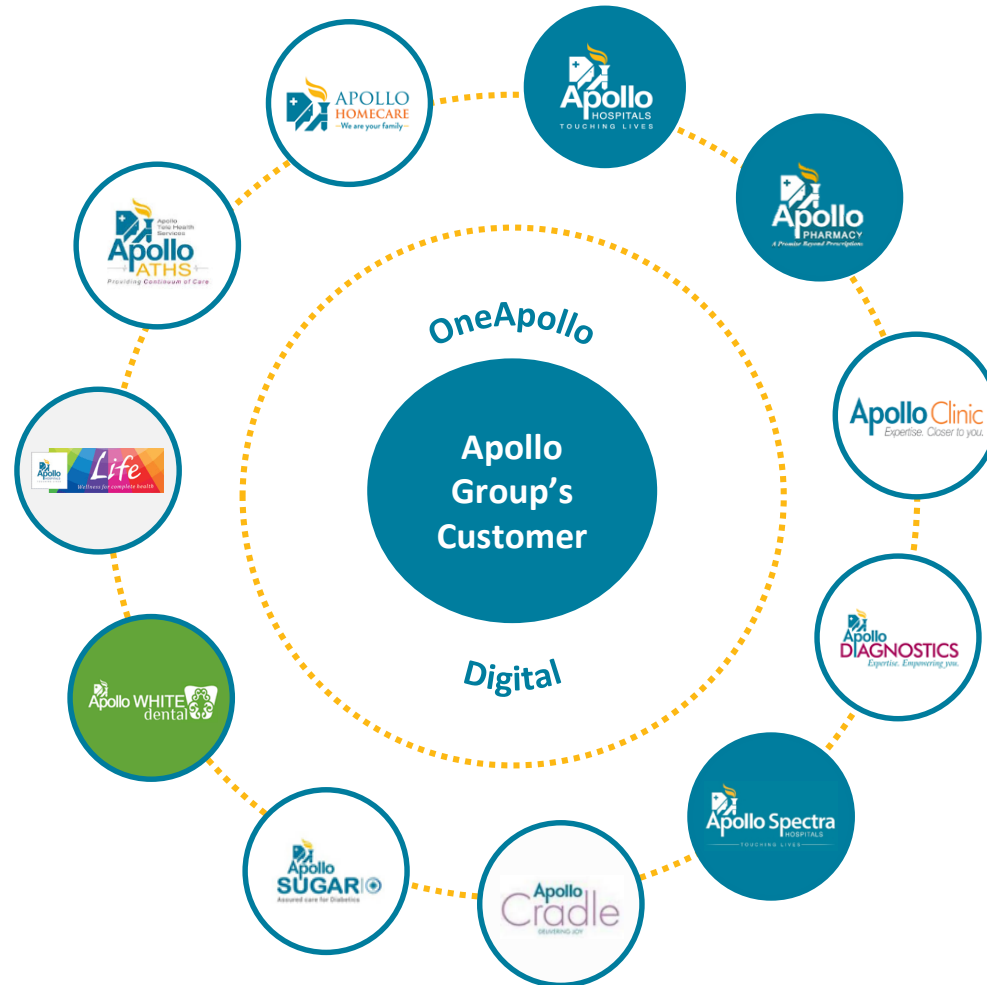 APOLLO
HOMECARE
We are your family
Apollo
HOSPITALS
TOUCHING LIVES
Apollo
PHARMACY
A Promise Beyond Prescriptions
Apollo
Tele Health
Services
Apollo
ATHS
Providing Continuum of Care
OneApollo
Apollo Clinic
Expertise. Closer to you.
Apollo
Group's
Customer
Apollo
HOSPITALS
Life
Wellness for complete health
Apollo
DIAGNOSTICS
Expertise. Empowering you.
Digital
Apollo WHITE
dental
Apollo Spectra
HOSPITALS
TOUCHING LIVES
Apollo
SUGAR
Assured care for Diabetics
Apollo
Cradle
DELIVERING JOY